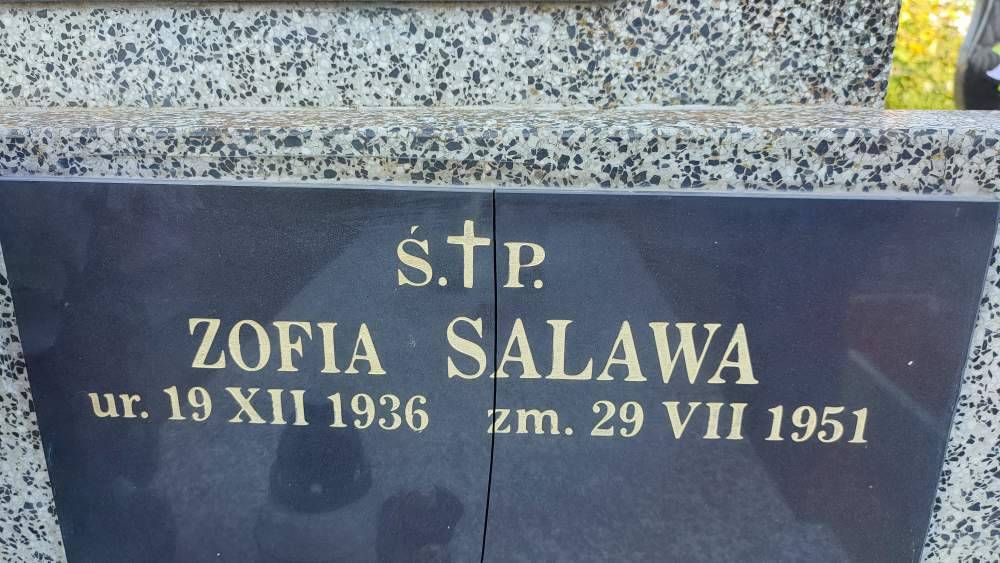 Ś.†P.
ZOFIA SALAWA
ur. 19 XII 1936 zm. 29 VII 1951